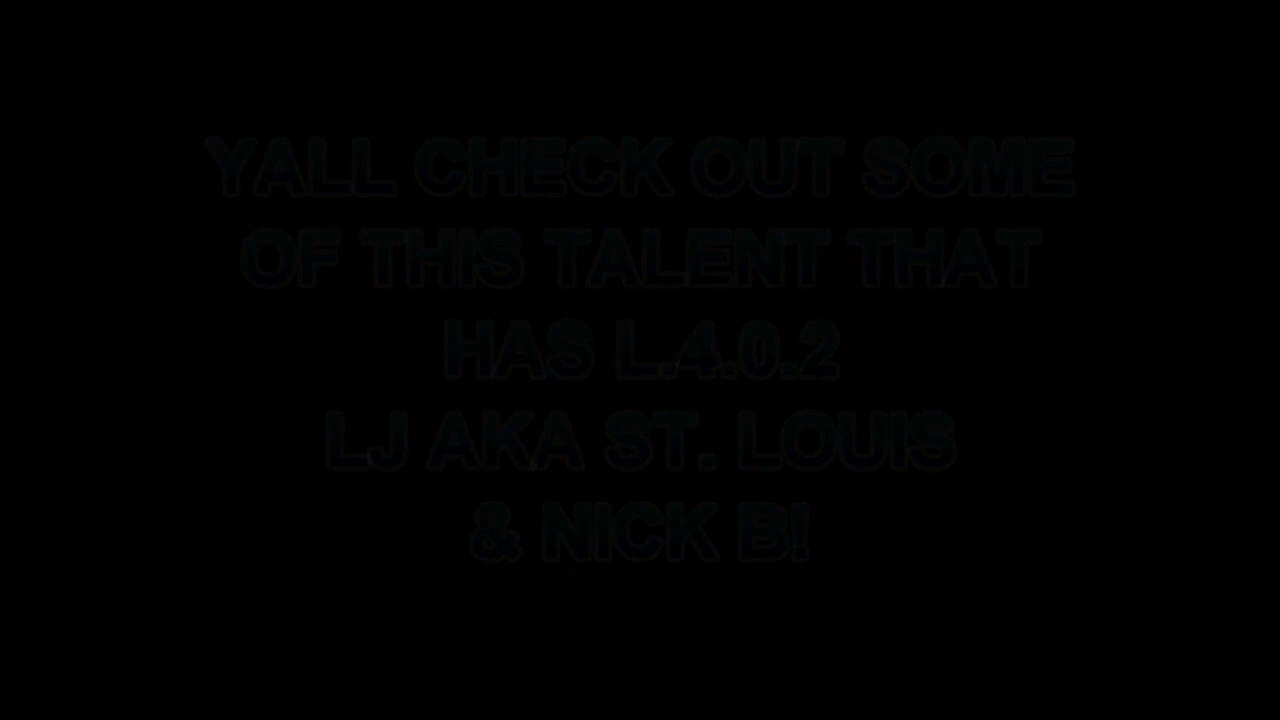 YALL CHECK OUT SOME
OF THIS TALENT THAT
HAS L.4.0.2
LJ AKA ST. LOUIS
& NICK B!